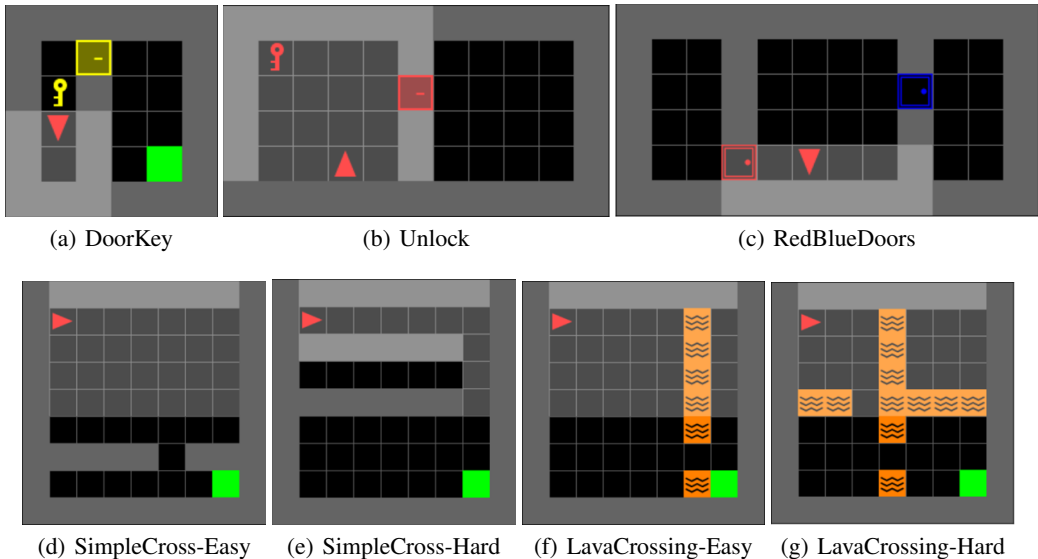 (a) DoorKey
(b) Unlock
(c) RedBlueDoors
(d) SimpleCross-Easy
(e) SimpleCross-Hard
(f) LavaCrossing-Easy
(g) LavaCrossing-Hard